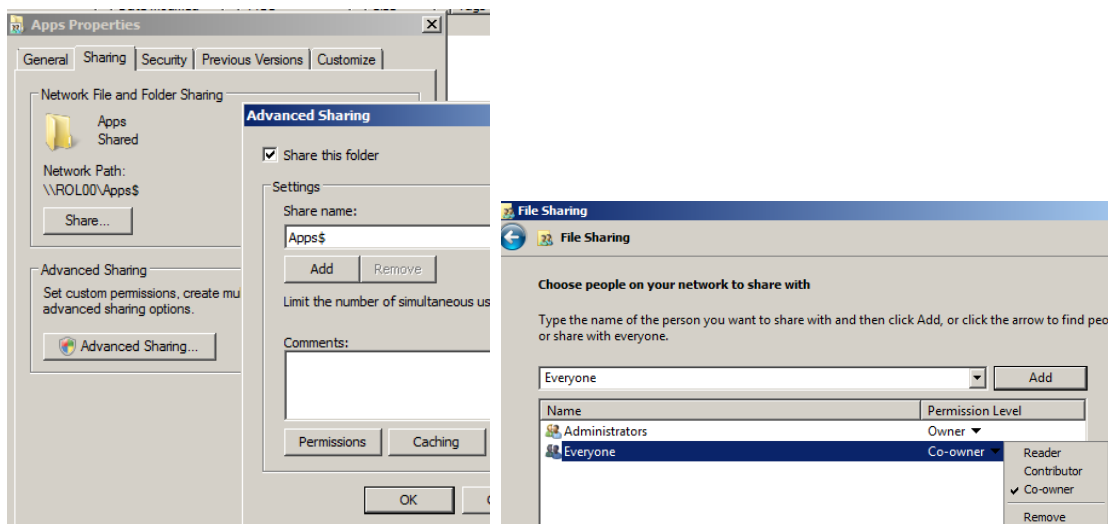 Apps Properties
General Sharing Security Previous Versions Customize
Network File and Folder Sharing
Apps
Shared
Network Path:
\\ROL00\Apps$
Share...
Advanced Sharing
Set custom permissions, create mu
advanced sharing options.
Advanced Sharing...
Advanced Sharing
Share this folder
Settings
Share name:
Apps$
Add Remove
Limit the number of simultaneous us
Comments:
Permissions Caching
OK
File Sharing
File Sharing
Choose people on your network to share with
Type the name of the person you want to share with and then click Add, or click the arrow to find peo
or share with everyone.
Everyone Add
Name Permission Level
Administrators Owner
Everyone Co-owner
Reader
Contributor
Co-owner
Remove